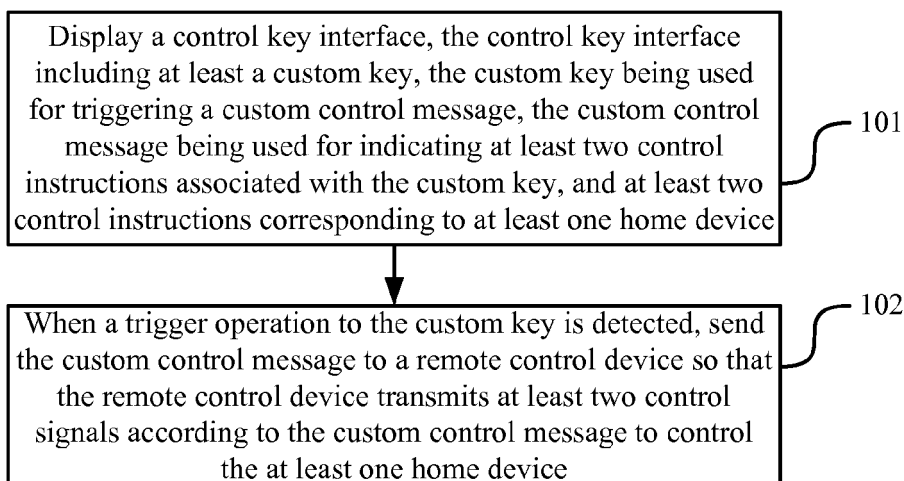 Display a control key interface, the control key interface
including at least a custom key, the custom key being used
for triggering a custom control message, the custom control
message being used for indicating at least two control
instructions associated with the custom key, and at least two
control instructions corresponding to at least one home device
101
When a trigger operation to the custom key is detected, send
the custom control message to a remote control device so that
the remote control device transmits at least two control
signals according to the custom control message to control
the at least one home device
102